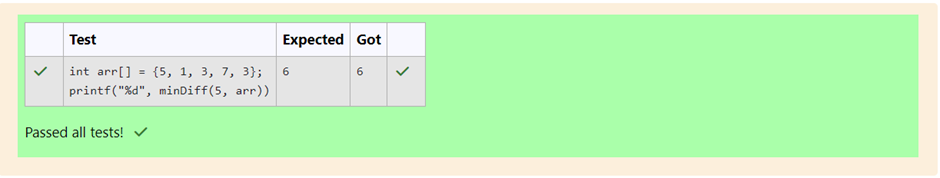 Test Expected Got
int arr[] = {5, 1, 3, 7, 3}; 6 6
printf("%d", minDiff(5, arr))
Passed all tests!